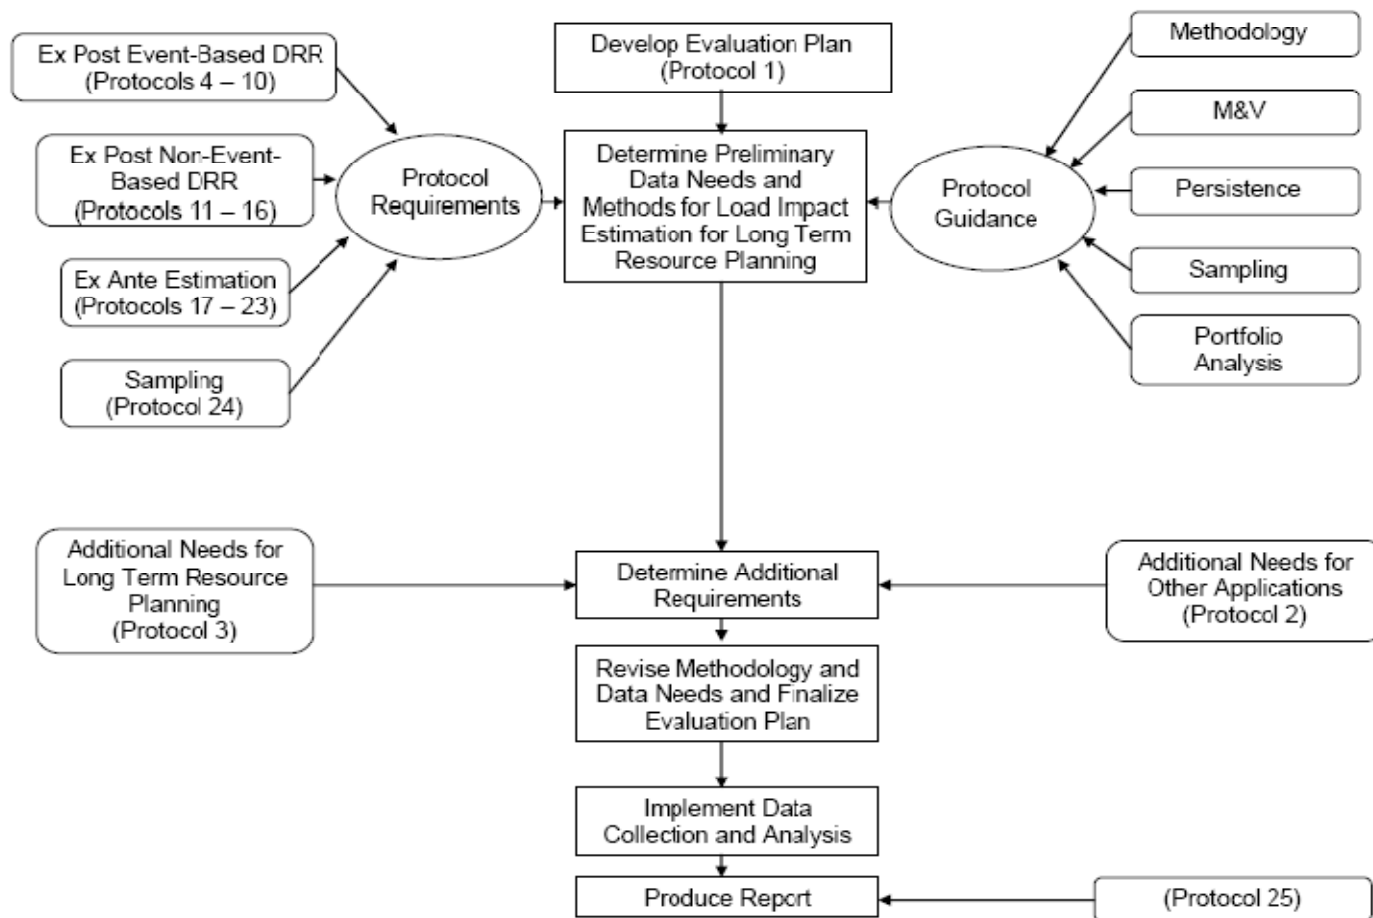 Ex Post Event-Based DRR
(Protocols 4 – 10)
Ex Post Non-Event-
Based DRR
(Protocols 11 – 16)
Ex Ante Estimation
(Protocols 17 – 23)
Sampling
(Protocol 24)
Protocol
Requirements
Develop Evaluation Plan
(Protocol 1)
Determine Preliminary
Data Needs and
Methods for Load Impact
Estimation for Long Term
Resource Planning
Protocol
Guidance
Methodology
M&V
Persistence
Sampling
Portfolio
Analysis
Additional Needs for
Long Term Resource
Planning
(Protocol 3)
Determine Additional
Requirements
Additional Needs for
Other Applications
(Protocol 2)
Revise Methodology and
Data Needs and Finalize
Evaluation Plan
Implement Data
Collection and Analysis
Produce Report
(Protocol 25)